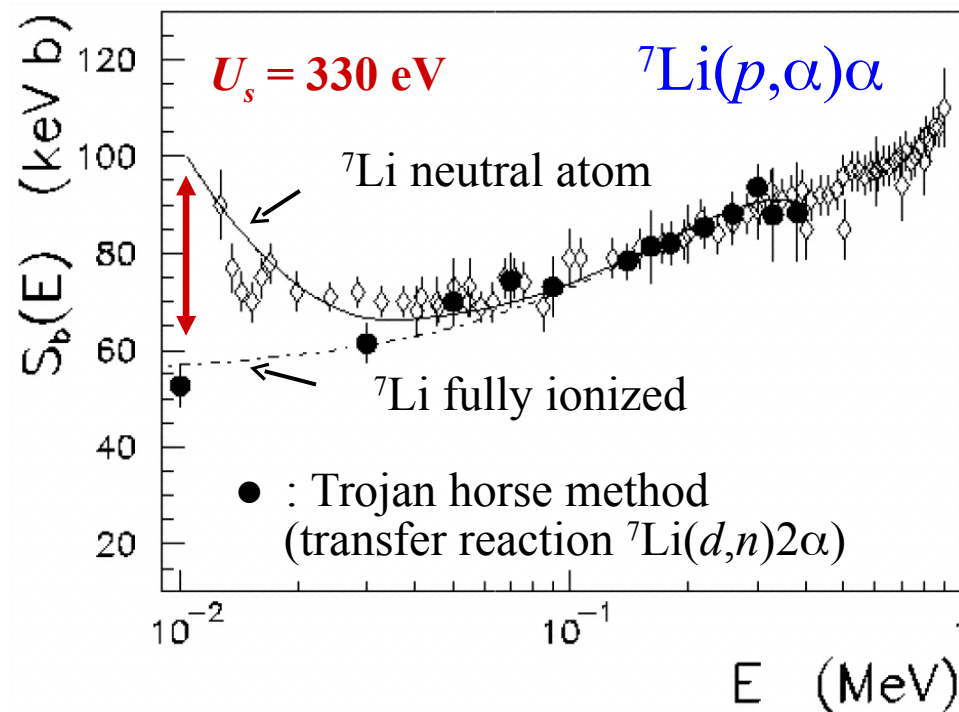 120
U_s = 330 eV
⁷Li(p,α)α
100
⁷Li neutral atom
80
60
⁷Li fully ionized
40
● : Trojan horse method
(transfer reaction ⁷Li(d,n)2α)
20
S_b(E) (keV b)
10⁻² 10⁻¹ 1
E (MeV)